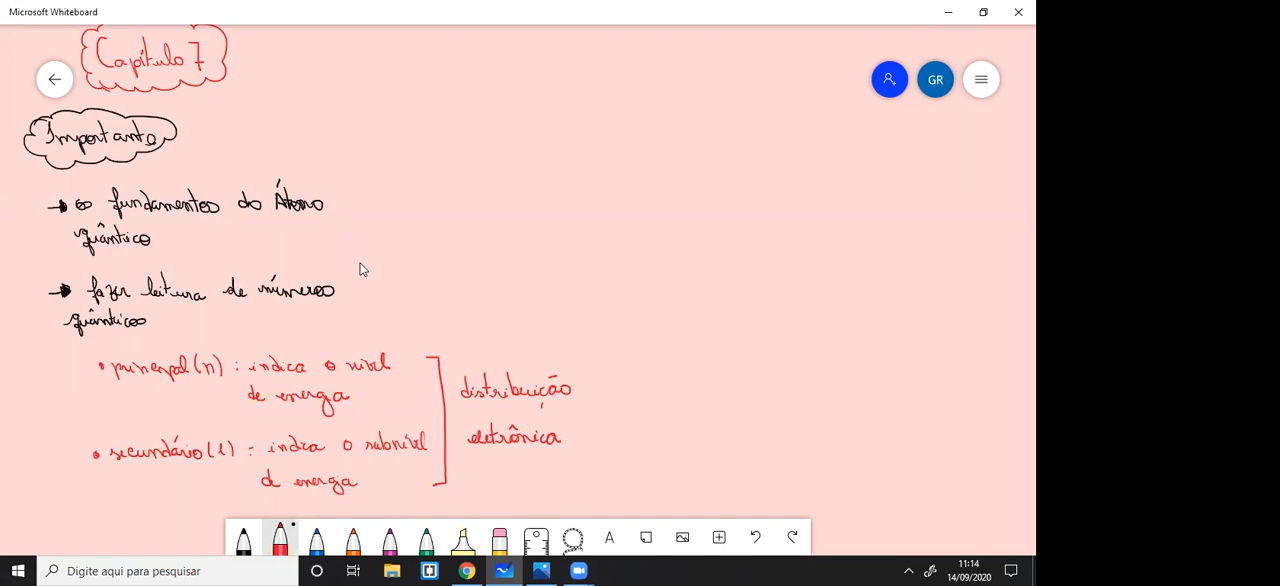 Microsoft Whiteboard
Capítulo 7
GR
Importante
→ os fundamentos do Átomo
quântico
→ fazer leitura de números
quânticos
• principal (n) : indica o nível
de energia
• secundário (l) : indica o subnível
de energia
distribuição
eletrônica
A
Digite aqui para pesquisar
11:14
14/09/2020